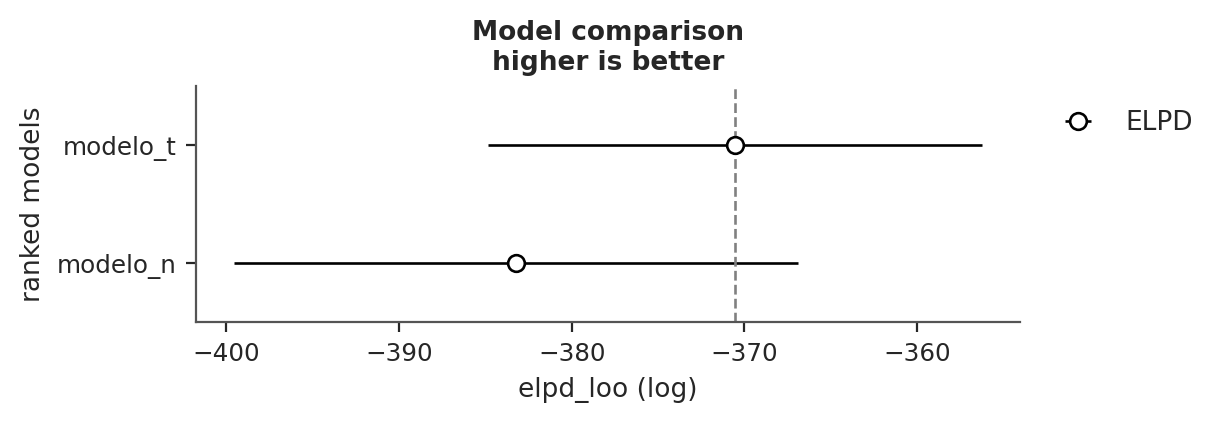 Model comparison
higher is better
ELPD
ranked models
modelo_t
modelo_n
−400
−390
−380
−370
−360
elpd_loo (log)